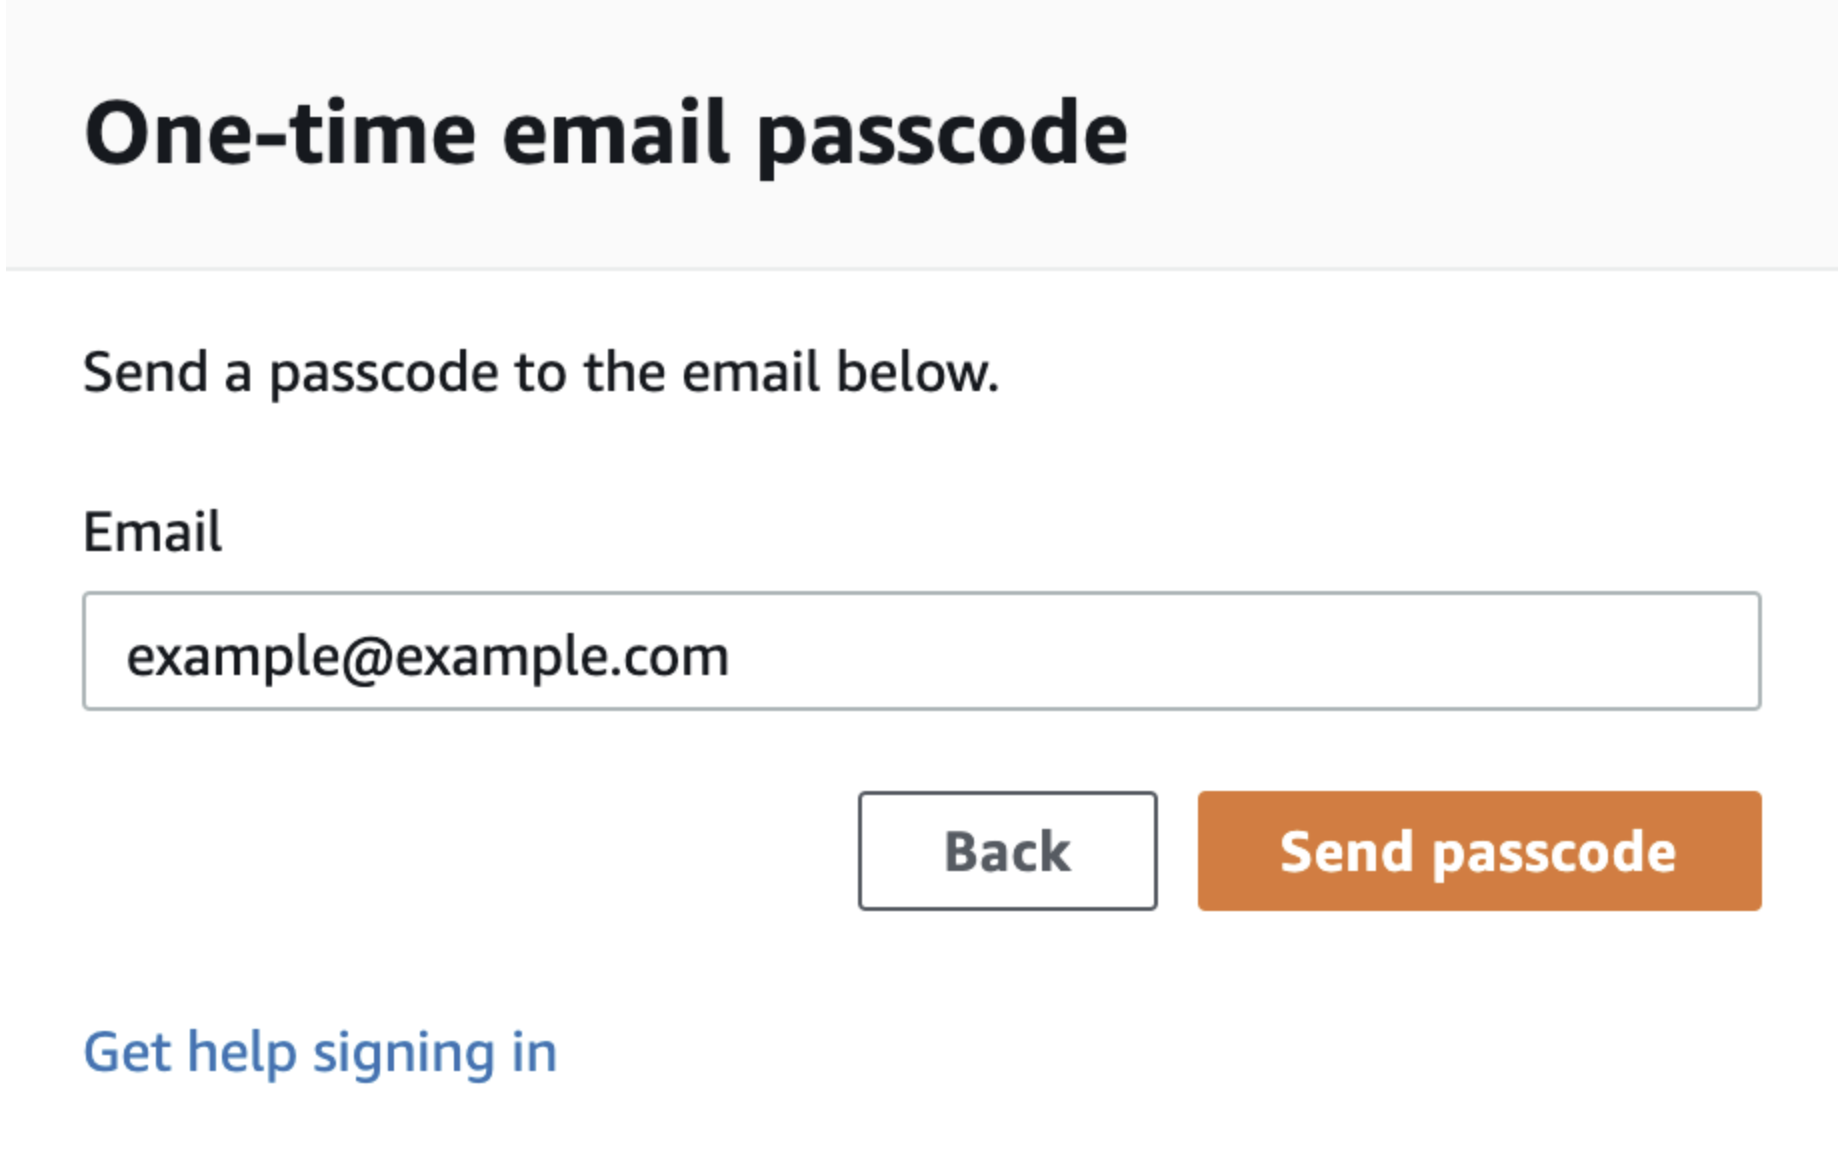 One-time email passcode
Send a passcode to the email below.
Email
example@example.com
Back
Send passcode
Get help signing in